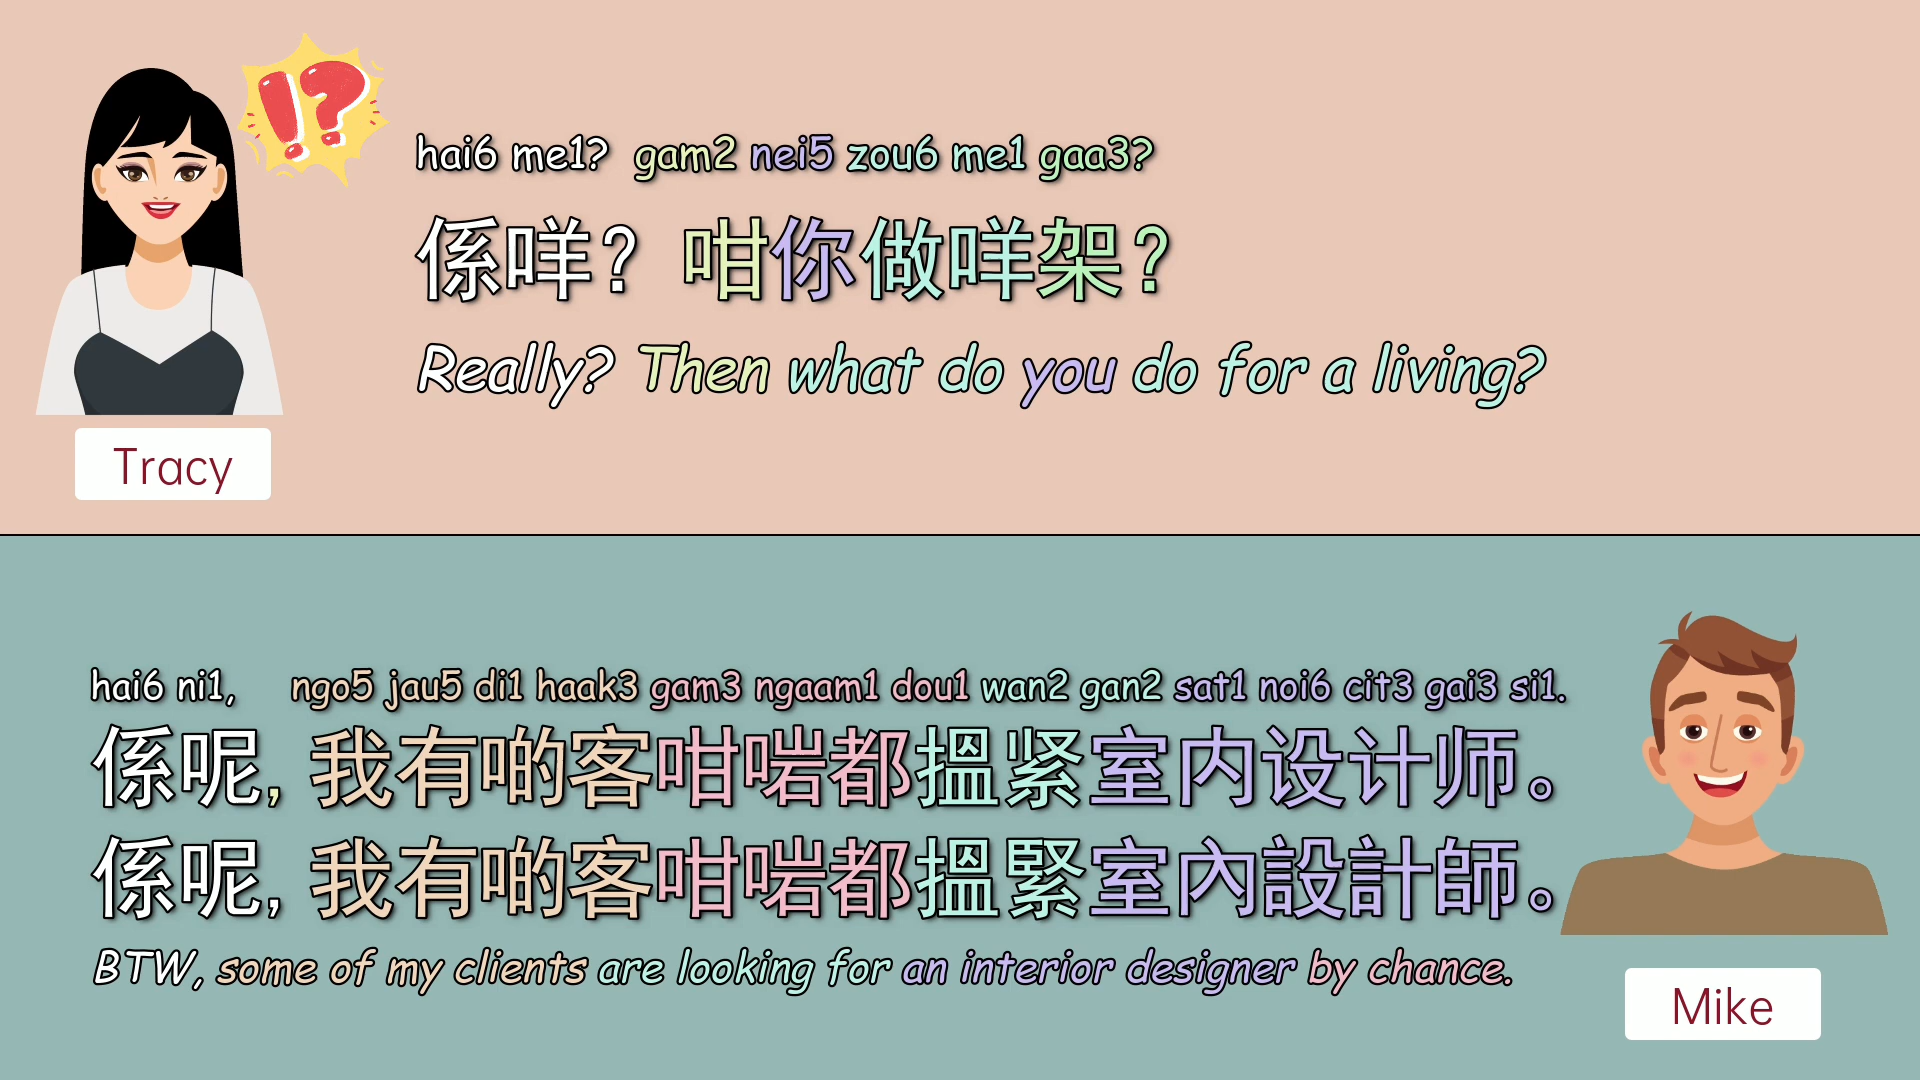 hai6 me1? gam2 nei5 zou6 me1 gaa3?
係咩? 咁你做咩架?
Really? Then what do you do for a living?
Tracy
hai6 ni1, ngo5 jau5 di1 haak3 gam3 ngaam1 dou1 wan2 gan2 sat1 noi6 cit3 gai3 si1.
係呢, 我有啲客咁啱都搵紧室内设计师。
係呢, 我有啲客咁啱都搵緊室內設計師。
BTW, some of my clients are looking for an interior designer by chance.
Mike